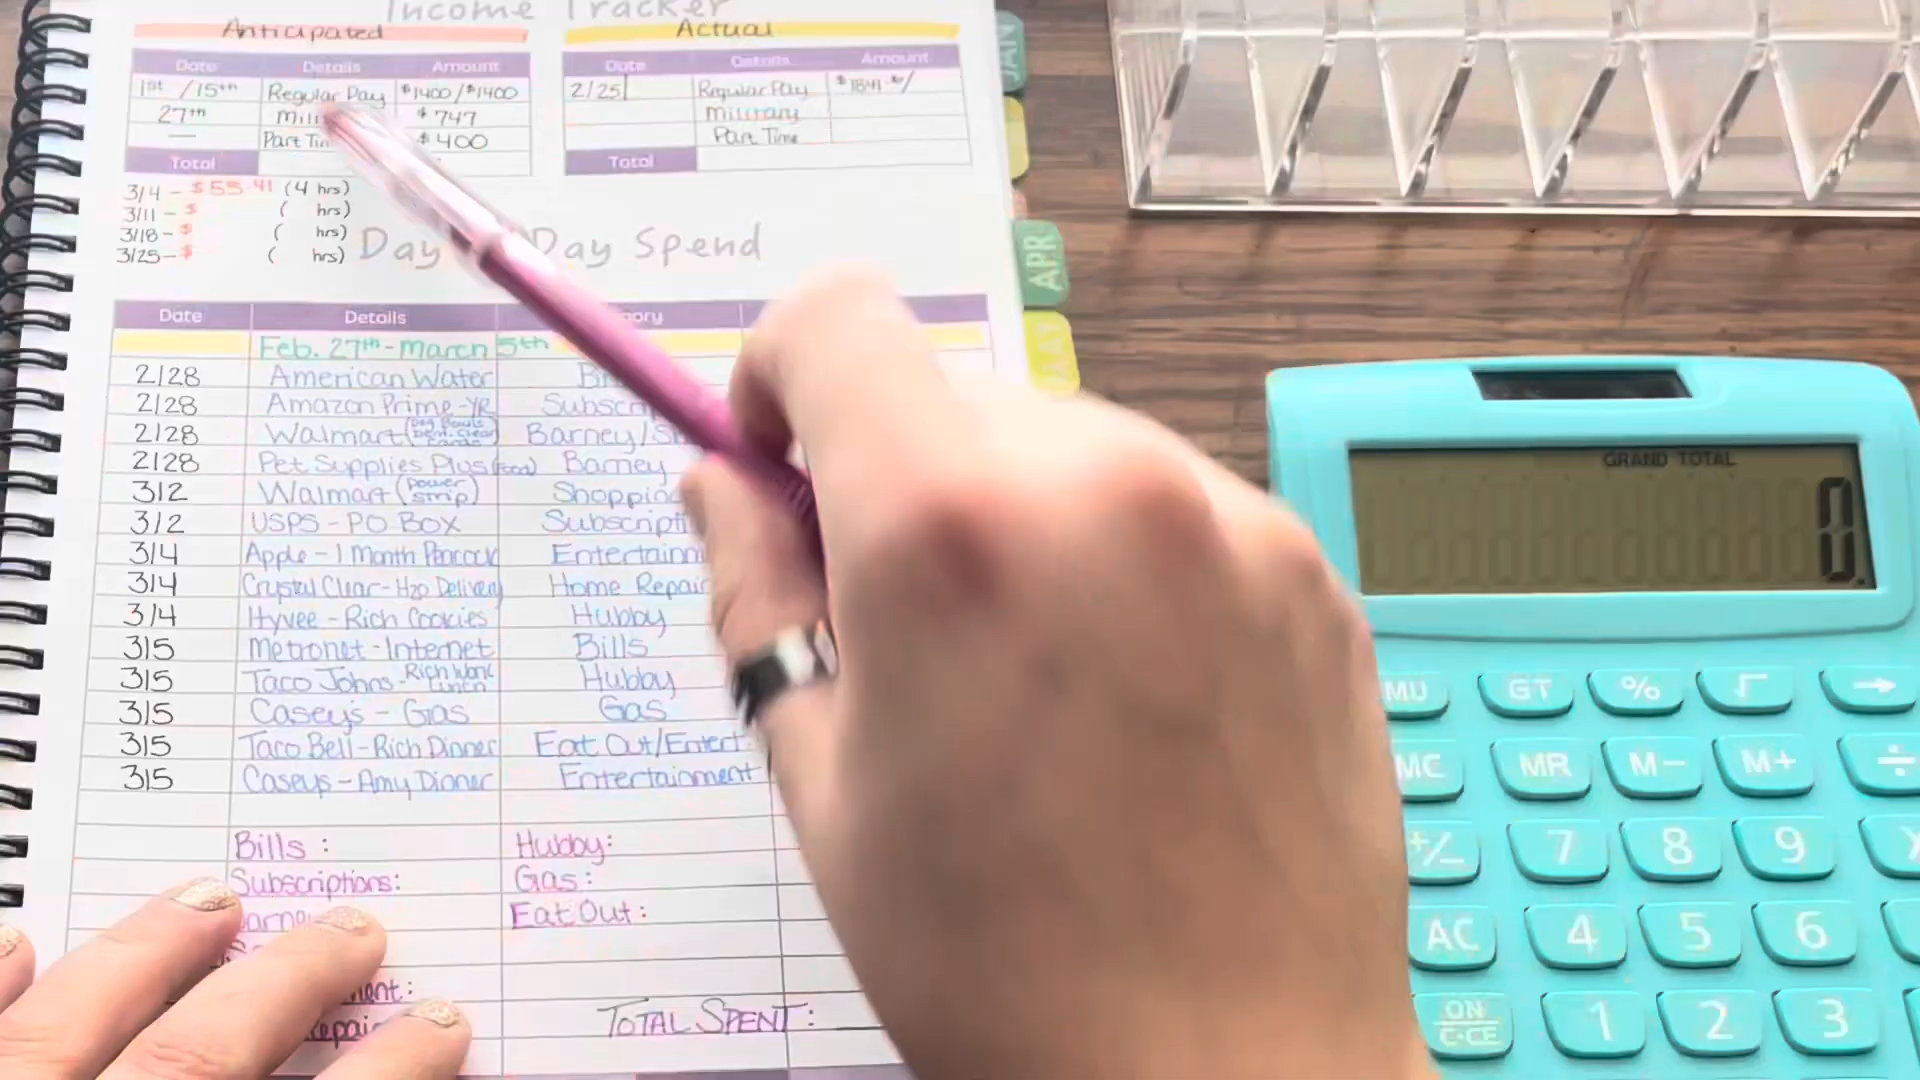 Income Tracker
Anticipated
Date Details Amount
1st/15th Regular Pay $1400/$1400
27th $747
— Part $400
Total
3/4 - $55.41 (4 hrs)
3/11 - $ ( hrs)
3/18 - $ ( hrs)
3/25 - $ ( hrs)
Actual
Date Details Amount
2/25 Regular Pay
Military
Part Time
Total
Day Day Spend
Date Details
Feb. 27th - March 5th
2/28 American Water
2/28 Amazon Prime - YR
2/28 Walmart Barney/
2/28 Pet Supplies Plus (Food) Barney
3/2 Walmart (power strip) Shopping
3/2 USPS - PO Box
3/4 Apple - 1 Month Peacock
3/4 Crystal Clear - H2O Delivery Home Repair
3/4 Hyvee - Rich Cookies Hubby
3/5 Metronet - Internet Bills
3/5 Taco Johns - Rich Work Lunch Hubby
3/5 Casey's - Gas Gas
3/5 Taco Bell - Rich Dinner Eat Out/Entert.
3/5 Caseys - Amy Dinner Entertainment
Bills : Hubby:
Subscriptions: Gas:
Eat Out:
TOTAL SPENT:
JAN
APR
MAY
GRAND TOTAL
0.
MU GT % √ →
MC MR M- M+ ÷
+/- 7 8 9 X
AC 4 5 6
ON/C·CE 1 2 3